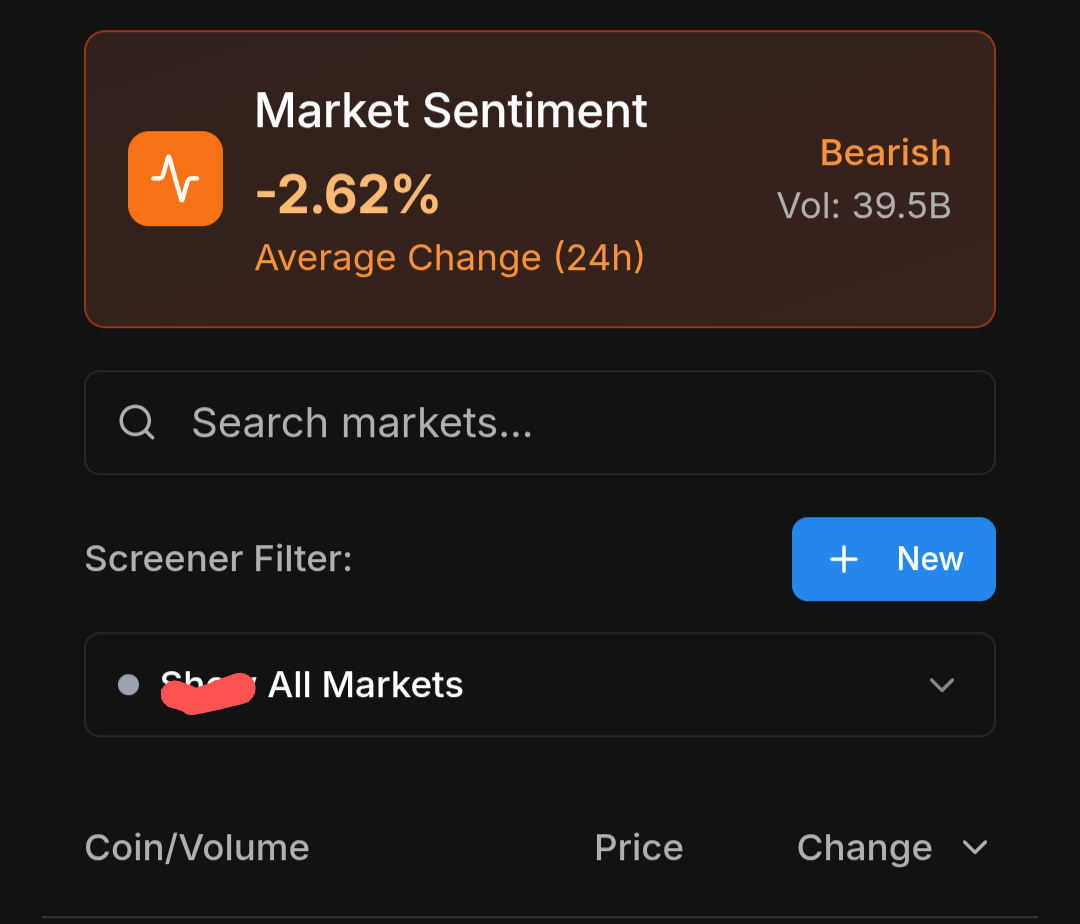 Market Sentiment
-2.62%
Average Change (24h)
Bearish
Vol: 39.5B
Search markets...
Screener Filter:
New
All Markets
Coin/Volume
Price
Change